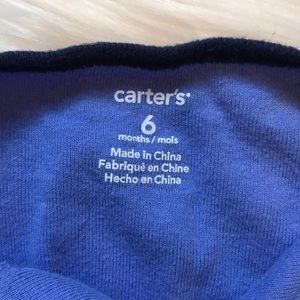 carter's
6
months / mois
Made in China
Fabriqué en Chine
Hecho en China